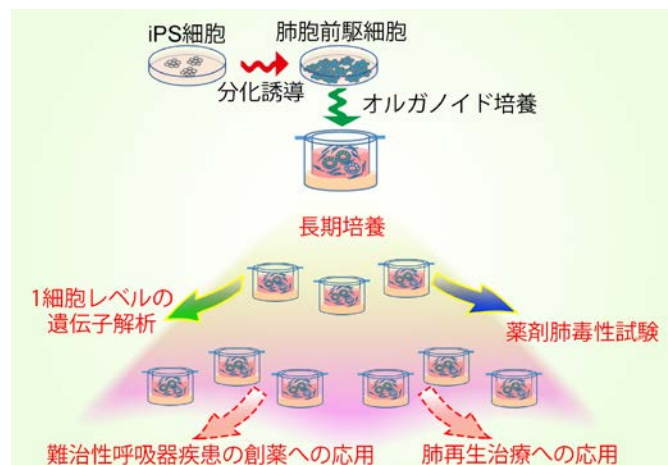 iPS細胞
肺胞前駆細胞
分化誘導
オルガノイド培養
長期培養
1細胞レベルの
遺伝子解析
薬剤肺毒性試験
難治性呼吸器疾患の創薬への応用
肺再生治療への応用